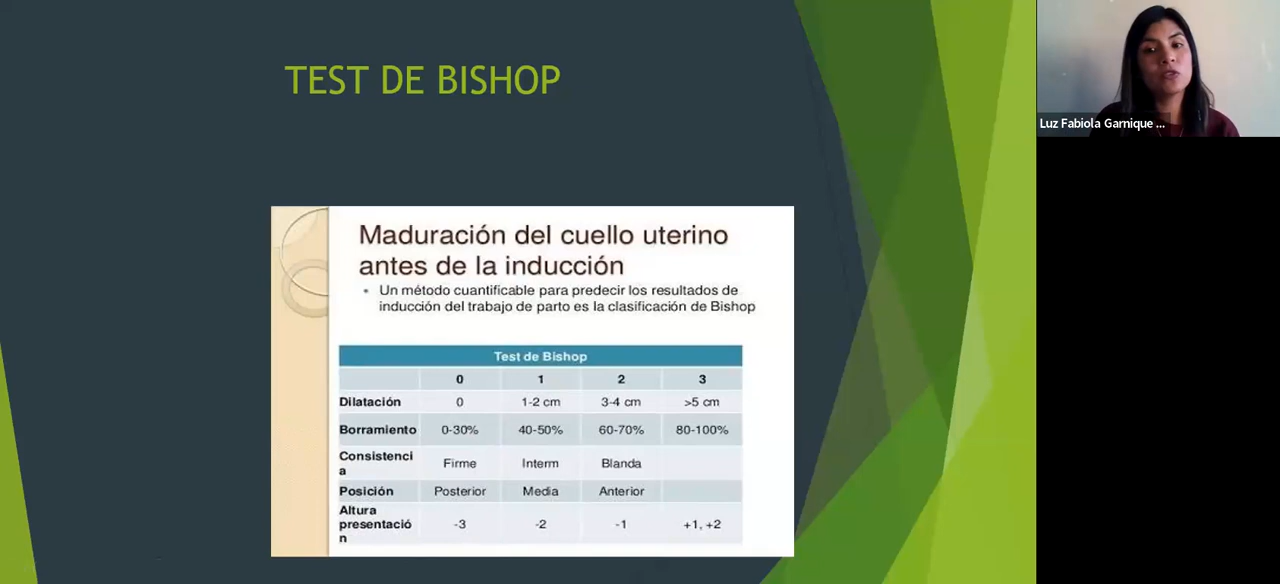 TEST DE BISHOP
Luz Fabiola Garnique ...
Maduración del cuello uterino
antes de la inducción
• Un método cuantificable para predecir los resultados de
inducción del trabajo de parto es la clasificación de Bishop
Test de Bishop
0 1 2 3
Dilatación 0 1-2 cm 3-4 cm >5 cm
Borramiento 0-30% 40-50% 60-70% 80-100%
Consistenci
a Firme Interm Blanda
Posición Posterior Media Anterior
Altura
presentació
n -3 -2 -1 +1, +2